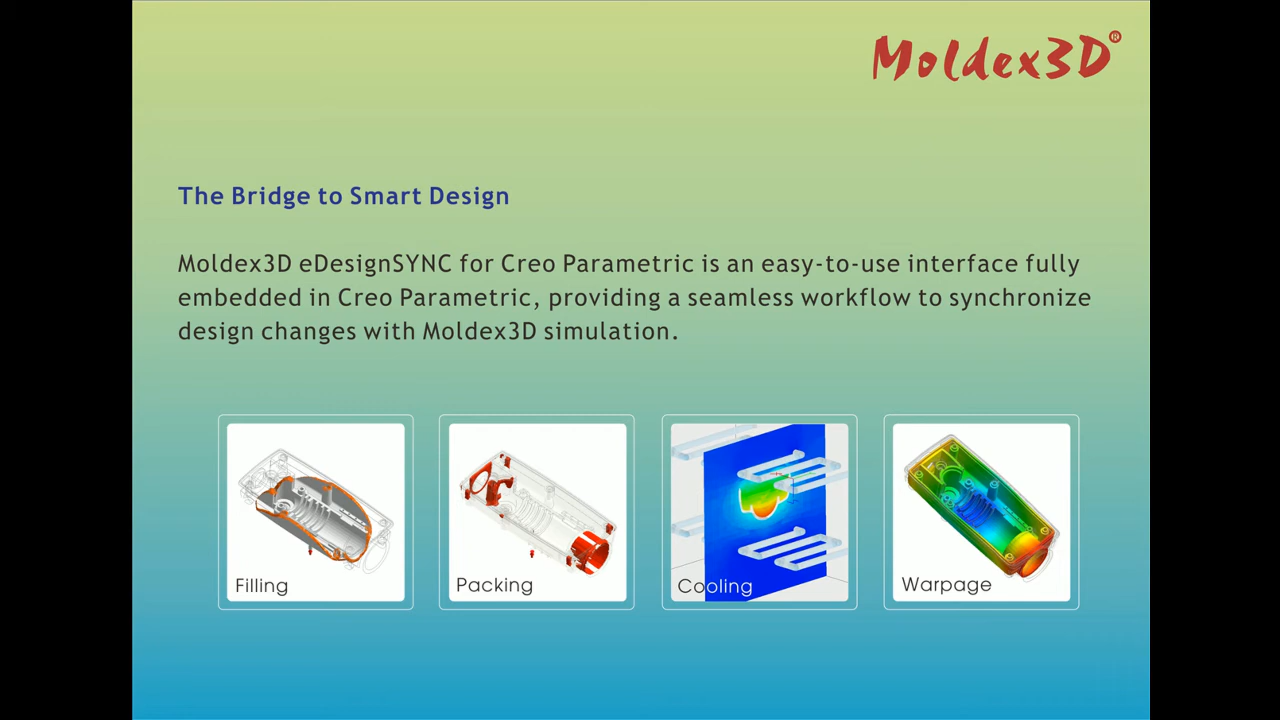 Moldex3D®
The Bridge to Smart Design
Moldex3D eDesignSYNC for Creo Parametric is an easy-to-use interface fully
embedded in Creo Parametric, providing a seamless workflow to synchronize
design changes with Moldex3D simulation.
Filling
Packing
Cooling
Warpage